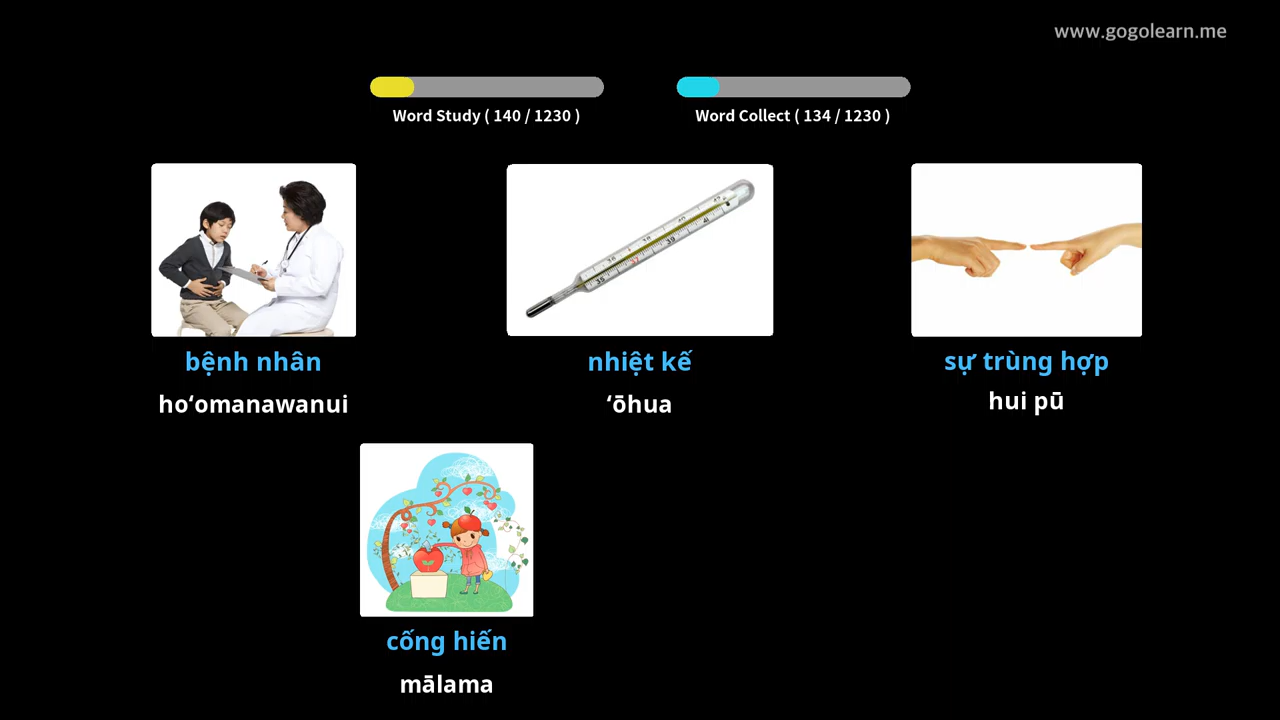 www.gogolearn.me
Word Study ( 140 / 1230 )
Word Collect ( 134 / 1230 )
bệnh nhân
hoʻomanawanui
nhiệt kế
ʻōhua
sự trùng hợp
hui pū
cống hiến
mālama